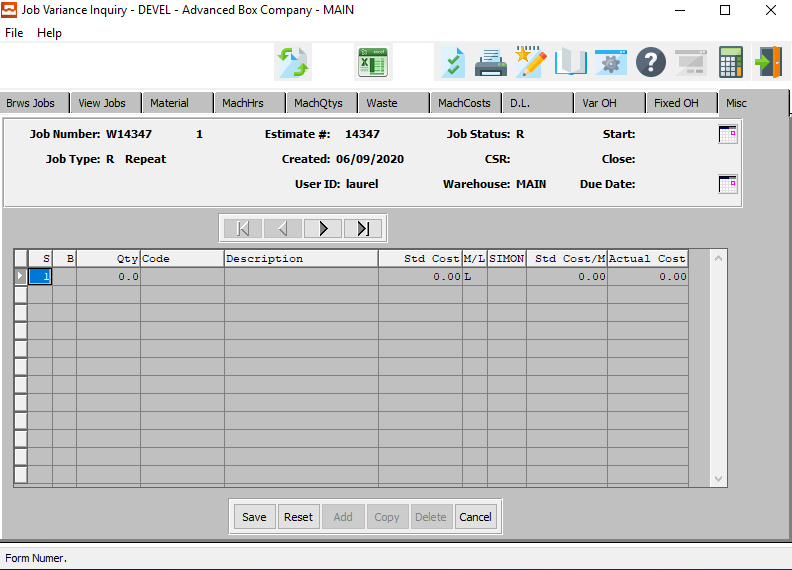 Job Variance Inquiry - DEVEL - Advanced Box Company - MAIN
File Help
Brws Jobs View Jobs Material MachHrs MachQtys Waste MachCosts D.L. Var OH Fixed OH Misc
Job Number: W14347 1 Estimate #: 14347 Job Status: R Start:
Job Type: R Repeat Created: 06/09/2020 CSR: Close:
User ID: laurel Warehouse: MAIN Due Date:
S B Qty Code Description Std Cost M/L SIMON Std Cost/M Actual Cost
1 0.0 0.00 L 0.00 0.00
Save Reset Add Copy Delete Cancel
Form Numer.